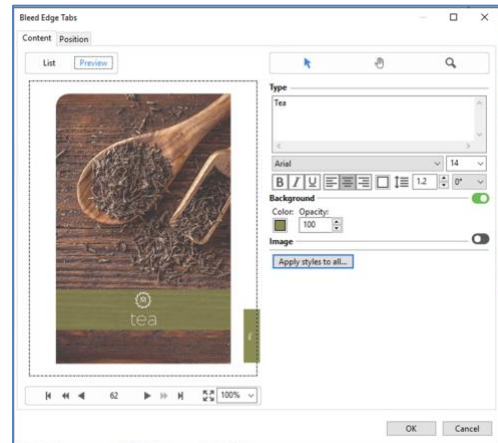 Bleed Edge Tabs
Content Position
List Preview
Type
Tea
Arial 14
B I U 1.2 0°
Background
Color: Opacity:
100
Image
Apply styles to all...
tea
62 100%
OK Cancel